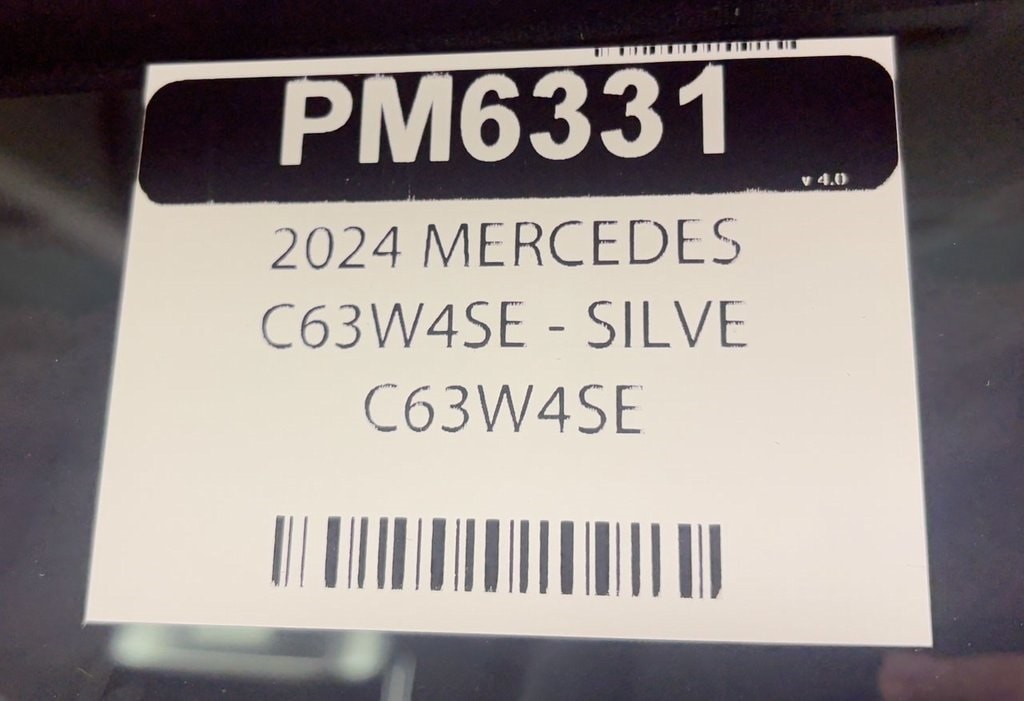 PM6331
v 4.0
2024 MERCEDES
C63W4SE - SILVE
C63W4SE